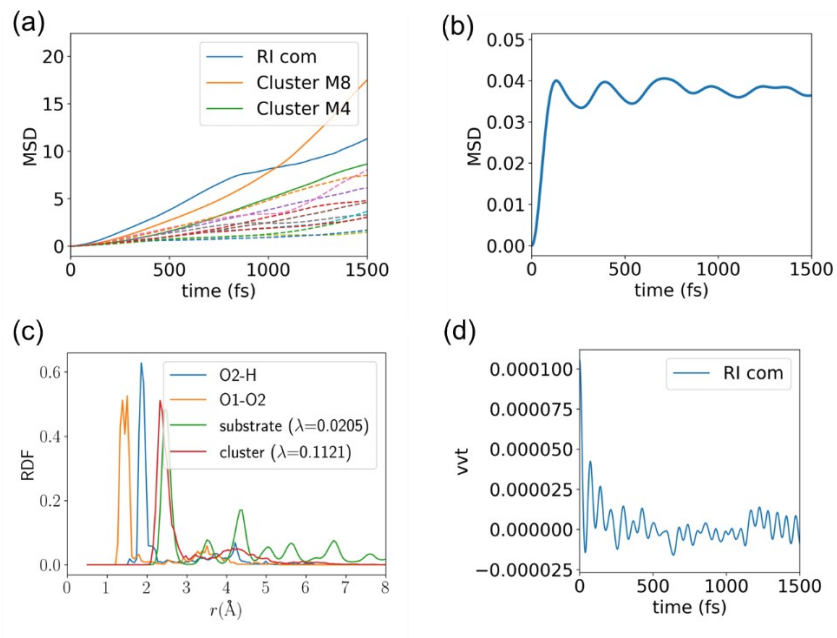 (a)
20
15
10
5
0
MSD
RI com
Cluster M8
Cluster M4
0 500 1000 1500
time (fs)
(b)
0.05
0.04
0.03
0.02
0.01
0.00
MSD
0 500 1000 1500
time (fs)
(c)
0.6
0.4
0.2
0.0
RDF
O2-H
O1-O2
substrate (λ=0.0205)
cluster (λ=0.1121)
0 1 2 3 4 5 6 7 8
r(Å)
(d)
0.000100
0.000075
0.000050
0.000025
0.000000
−0.000025
vvt
RI com
0 500 1000 1500
time (fs)